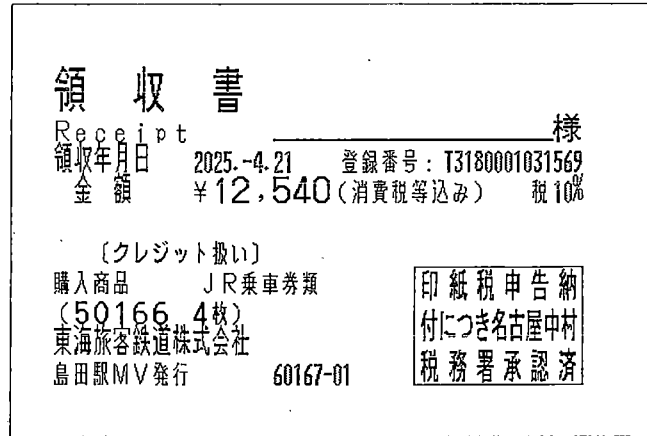 領収書
Receipt 様
領収年月日 2025.-4.21 登録番号：T3180001031569
金額 ￥12,540(消費税等込み) 税10%
〔クレジット扱い〕
購入商品 ＪＲ乗車券類
(50166 4枚)
東海旅客鉄道株式会社
島田駅ＭＶ発行 60167-01
印紙税申告納
付につき名古屋中村
税務署承認済